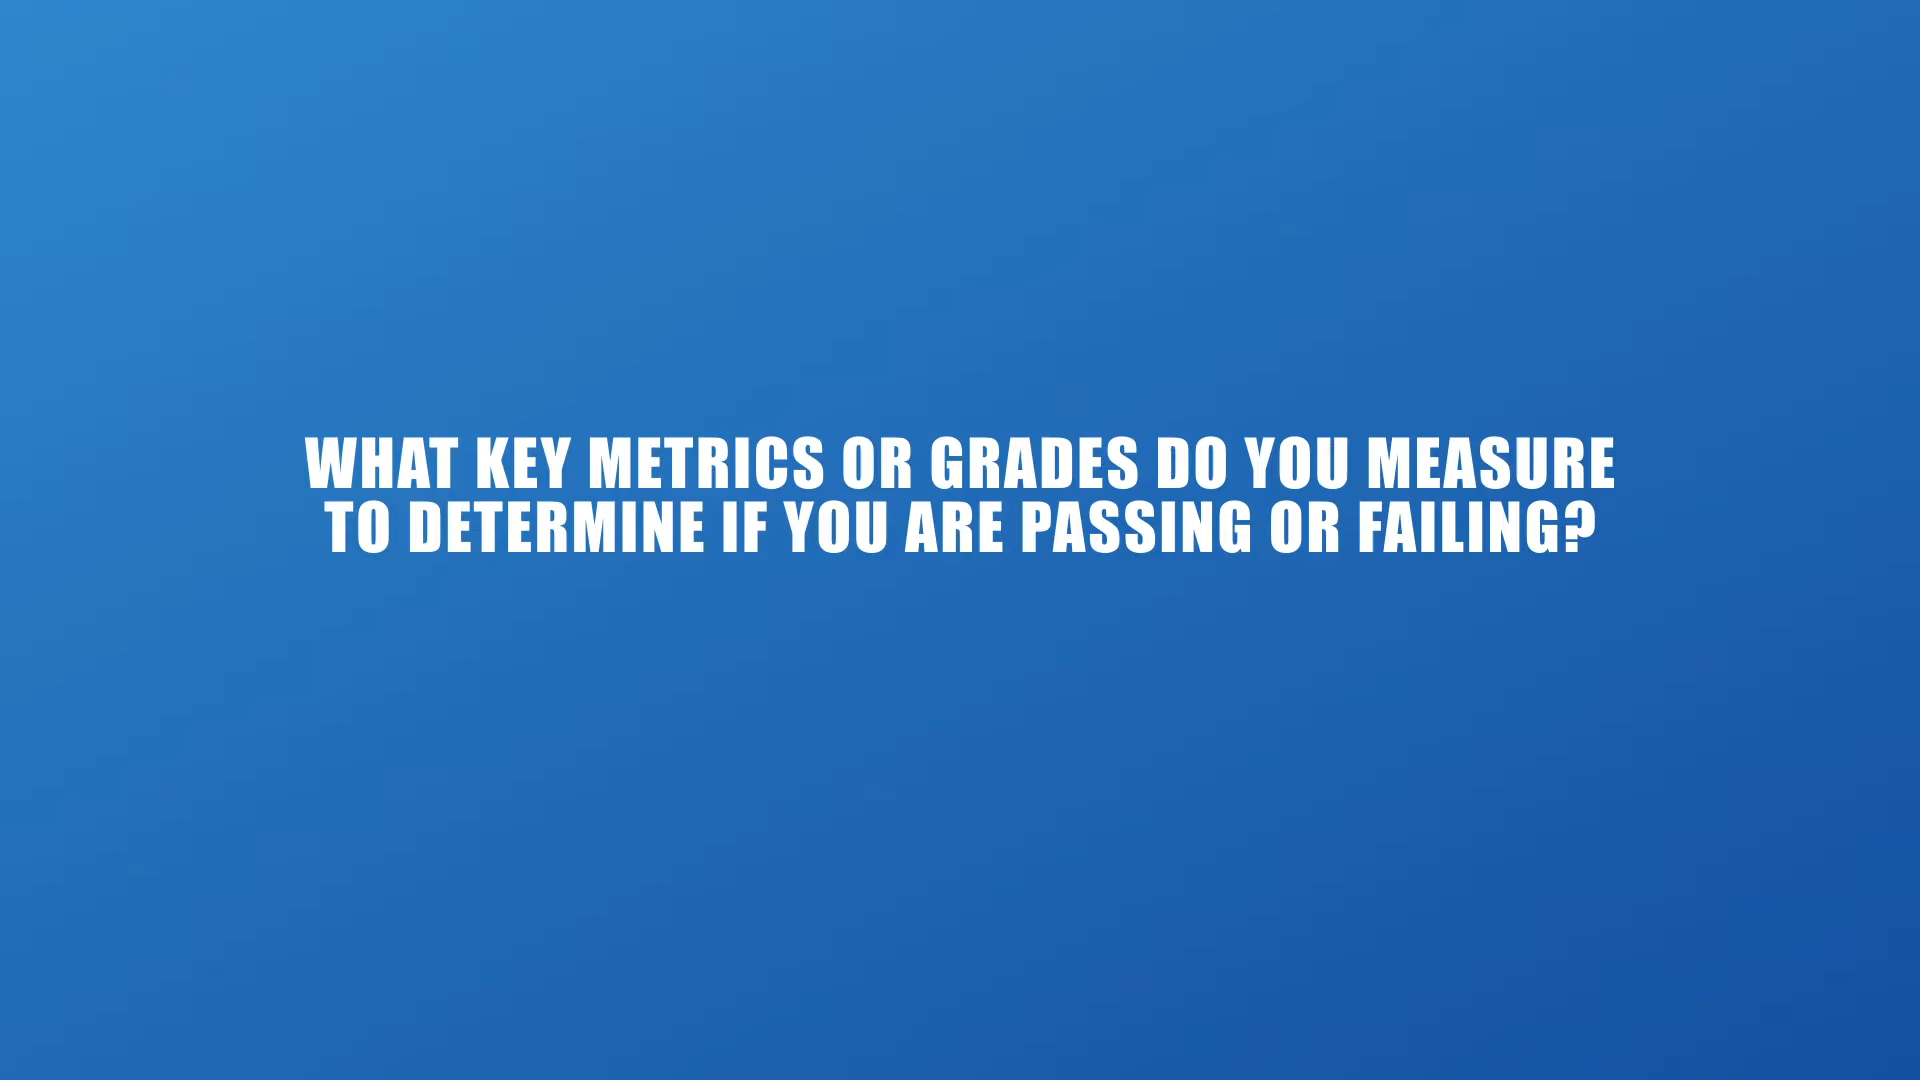 WHAT KEY METRICS OR GRADES DO YOU MEASURE
TO DETERMINE IF YOU ARE PASSING OR FAILING?